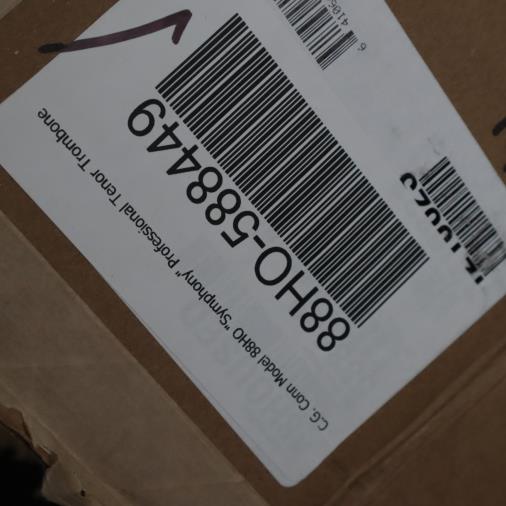 88HO-588449
C.G. Conn Model 88HO "Symphony" Professional Tenor Trombone